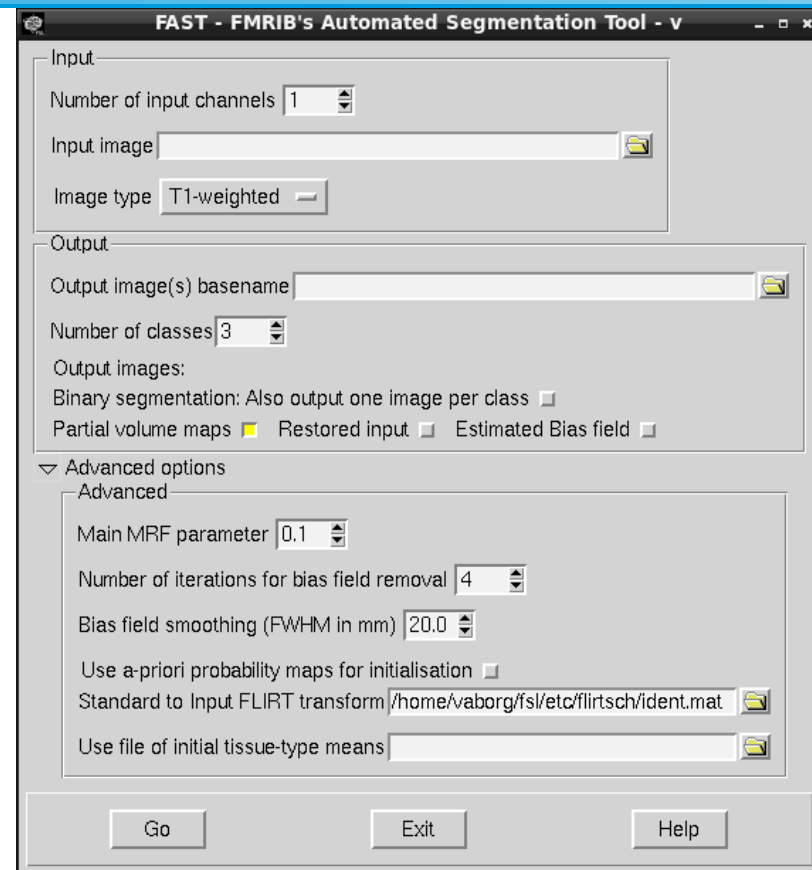 FAST - FMRIB's Automated Segmentation Tool - v
Input
Number of input channels 1
Input image
Image type T1-weighted
Output
Output image(s) basename
Number of classes 3
Output images:
Binary segmentation: Also output one image per class
Partial volume maps Restored input Estimated Bias field
Advanced options
Advanced
Main MRF parameter 0.1
Number of iterations for bias field removal 4
Bias field smoothing (FWHM in mm) 20.0
Use a-priori probability maps for initialisation
Standard to Input FLIRT transform /home/vaborg/fsl/etc/flirtsch/ident.mat
Use file of initial tissue-type means
Go Exit Help